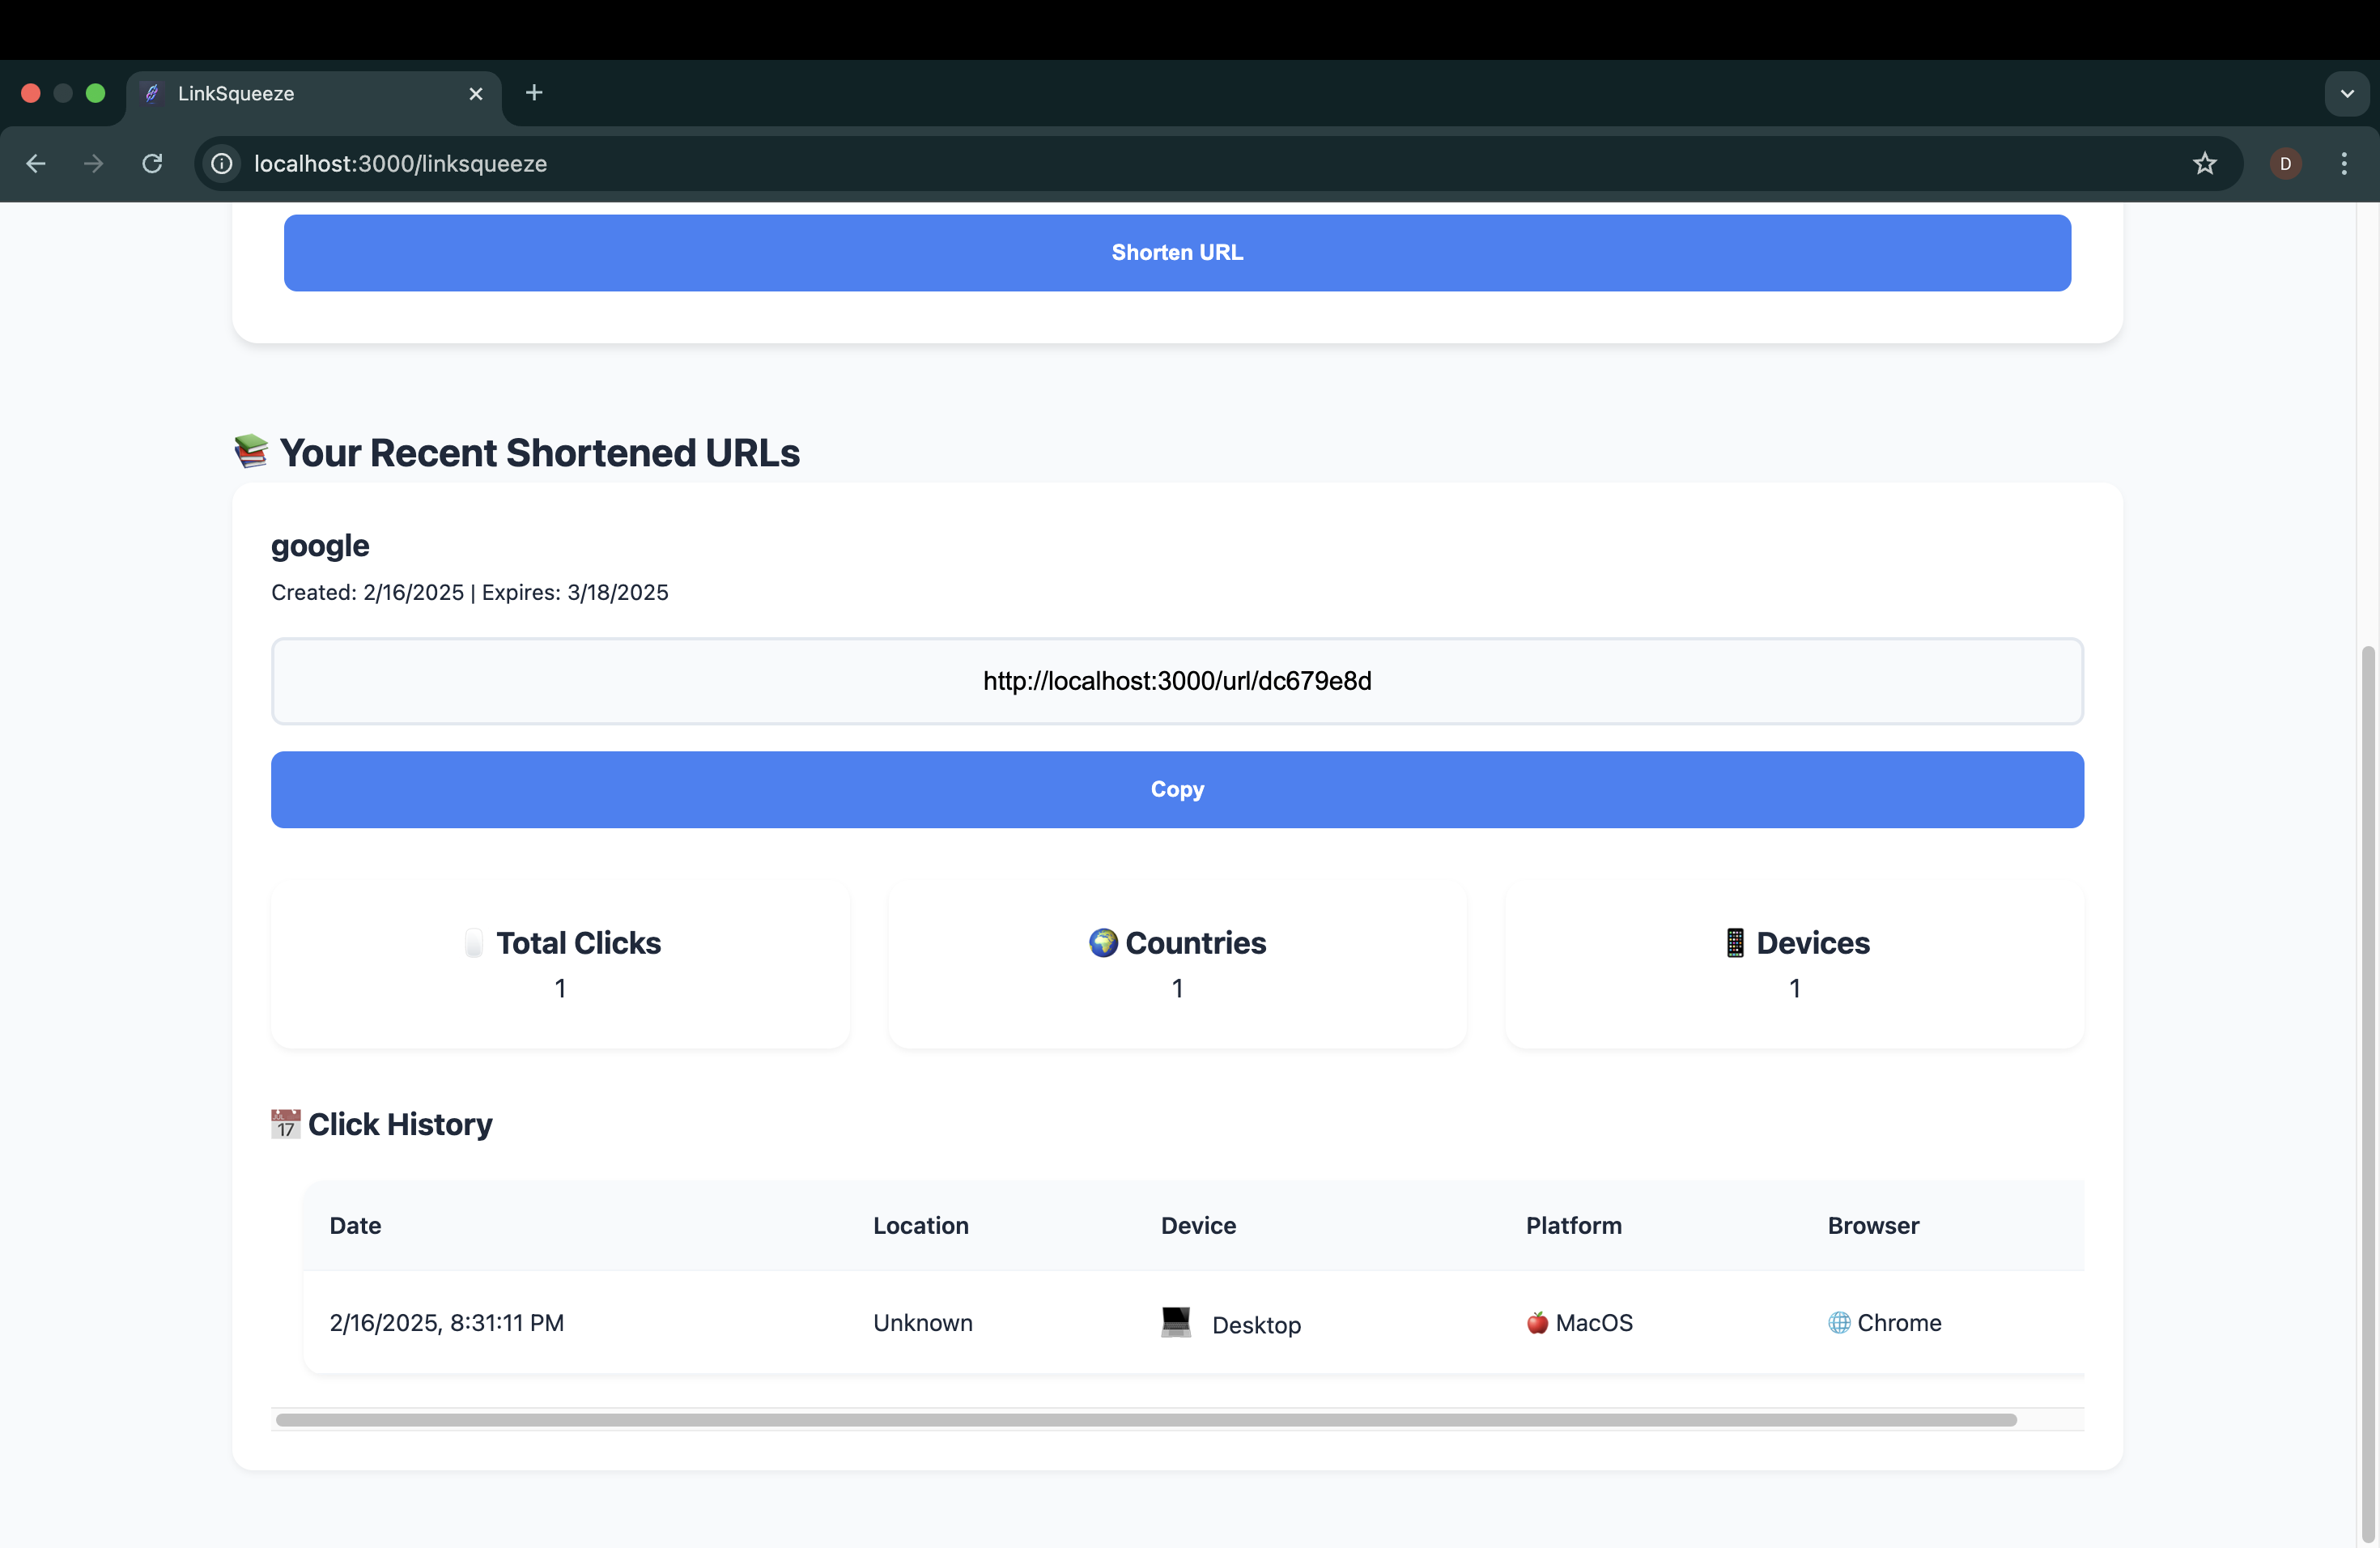 LinkSqueeze
localhost:3000/linksqueeze
D
Shorten URL
📚 Your Recent Shortened URLs
google
Created: 2/16/2025 | Expires: 3/18/2025
http://localhost:3000/url/dc679e8d
Copy
Total Clicks
1
🌍 Countries
1
📱 Devices
1
📅 17 Click History
Date Location Device Platform Browser
2/16/2025, 8:31:11 PM Unknown 💻 Desktop 🍎 MacOS 🌐 Chrome